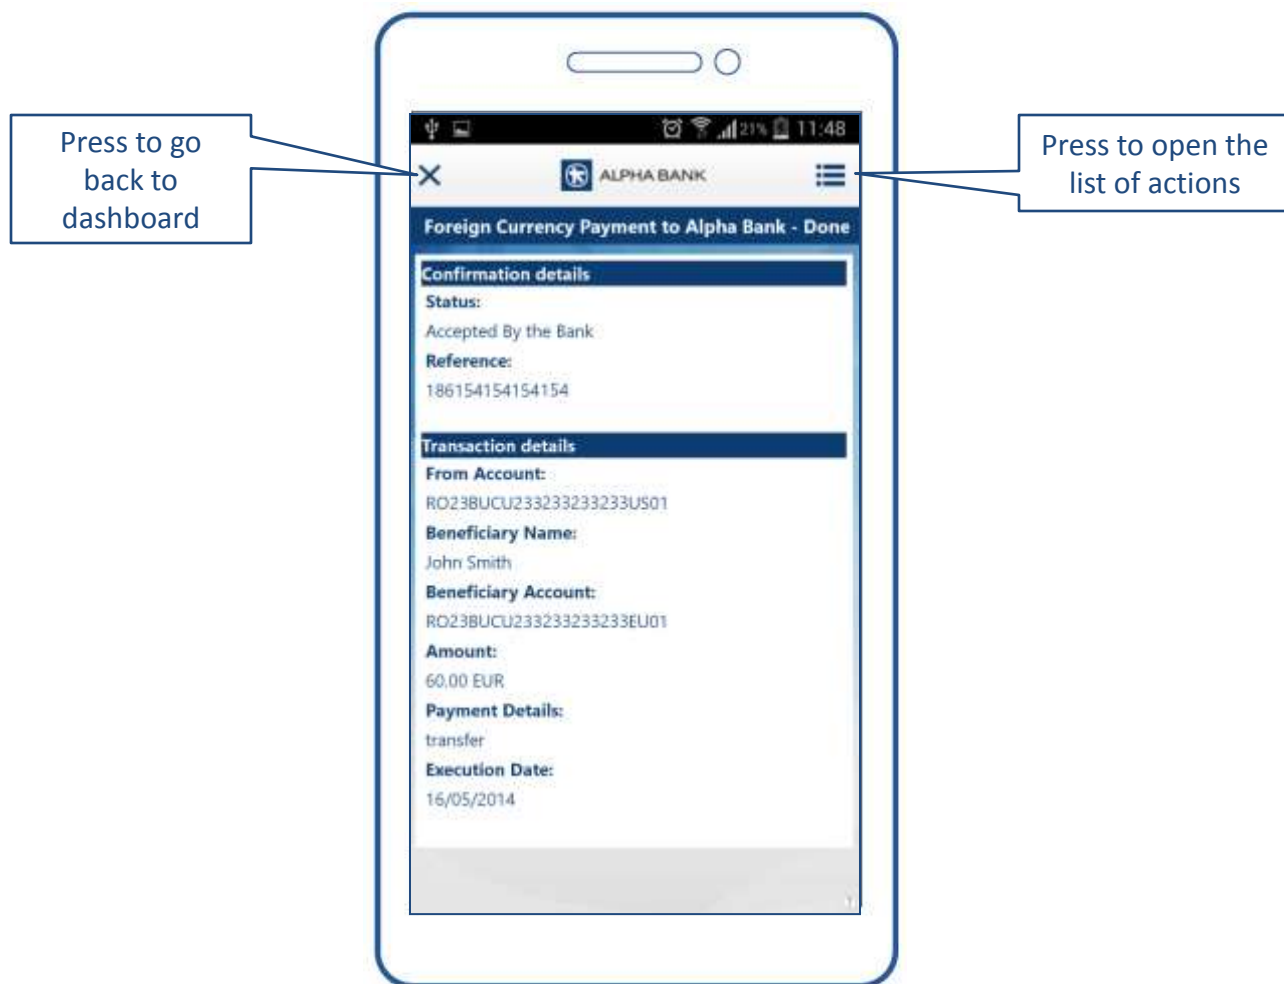 Press to go
back to
dashboard
Press to open the
list of actions
21% 11:48
ALPHA BANK
Foreign Currency Payment to Alpha Bank - Done
Confirmation details
Status:
Accepted By the Bank
Reference:
186154154154154
Transaction details
From Account:
RO23BUCU233233233233US01
Beneficiary Name:
John Smith
Beneficiary Account:
RO23BUCU233233233233EU01
Amount:
60.00 EUR
Payment Details:
transfer
Execution Date:
16/05/2014